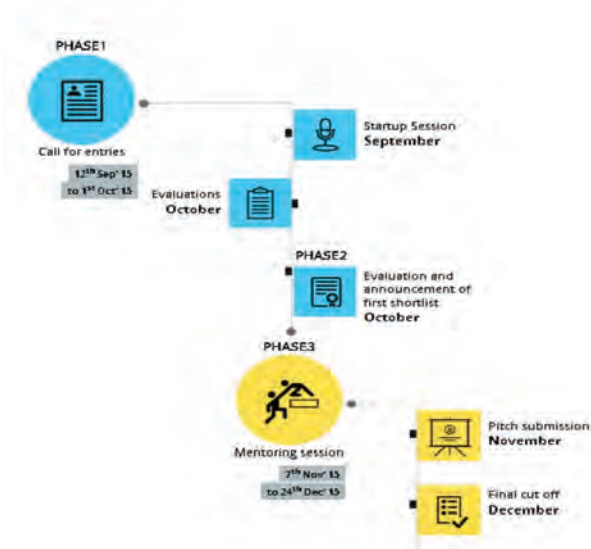 PHASE1
Call for entries
12th Sep' 15
to 1st Oct' 15
Startup Session
September
Evaluations
October
PHASE2
Evaluation and
announcement of
first shortlist
October
PHASE3
Mentoring session
7th Nov' 15
to 24th Dec' 15
Pitch submission
November
Final cut off
December